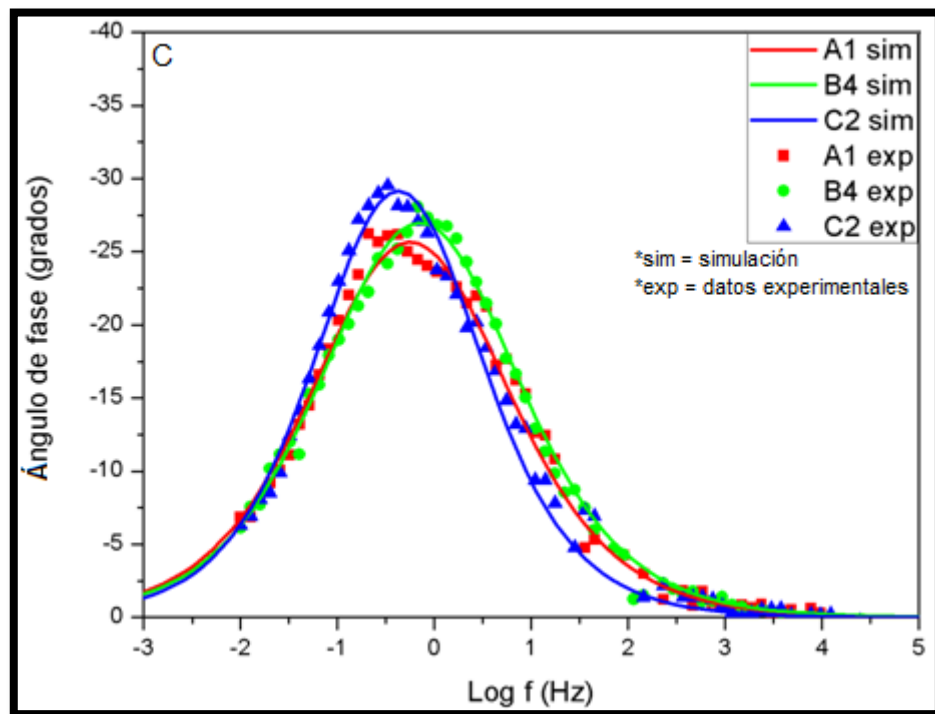 C
-40
-35
-30
-25
-20
-15
-10
-5
0
Ángulo de fase (grados)
A1 sim
B4 sim
C2 sim
A1 exp
B4 exp
C2 exp
*sim = simulación
*exp = datos experimentales
-3 -2 -1 0 1 2 3 4 5
Log f (Hz)